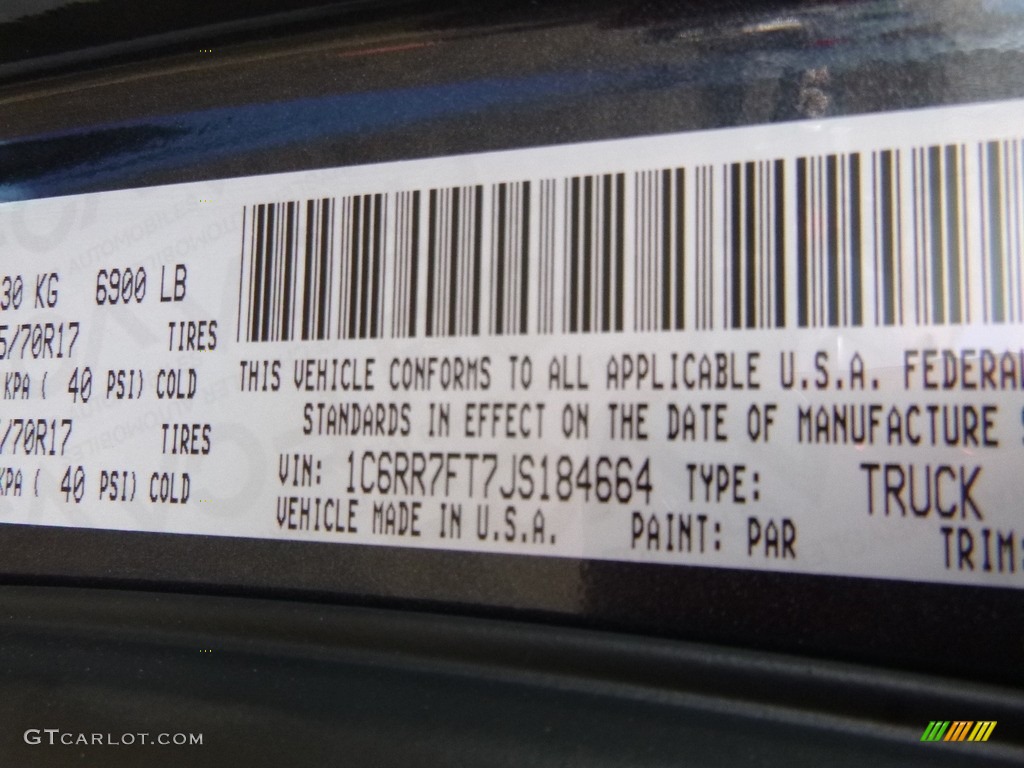 30 KG 6900 LB
5/70R17 TIRES
KPA ( 40 PSI) COLD
/70R17 TIRES
KPA ( 40 PSI) COLD
THIS VEHICLE CONFORMS TO ALL APPLICABLE U.S.A. FEDERAL
STANDARDS IN EFFECT ON THE DATE OF MANUFACTURE
VIN: 1C6RR7FT7JS184664 TYPE: TRUCK
VEHICLE MADE IN U.S.A. PAINT: PAR TRIM:
GTCARLOT.COM